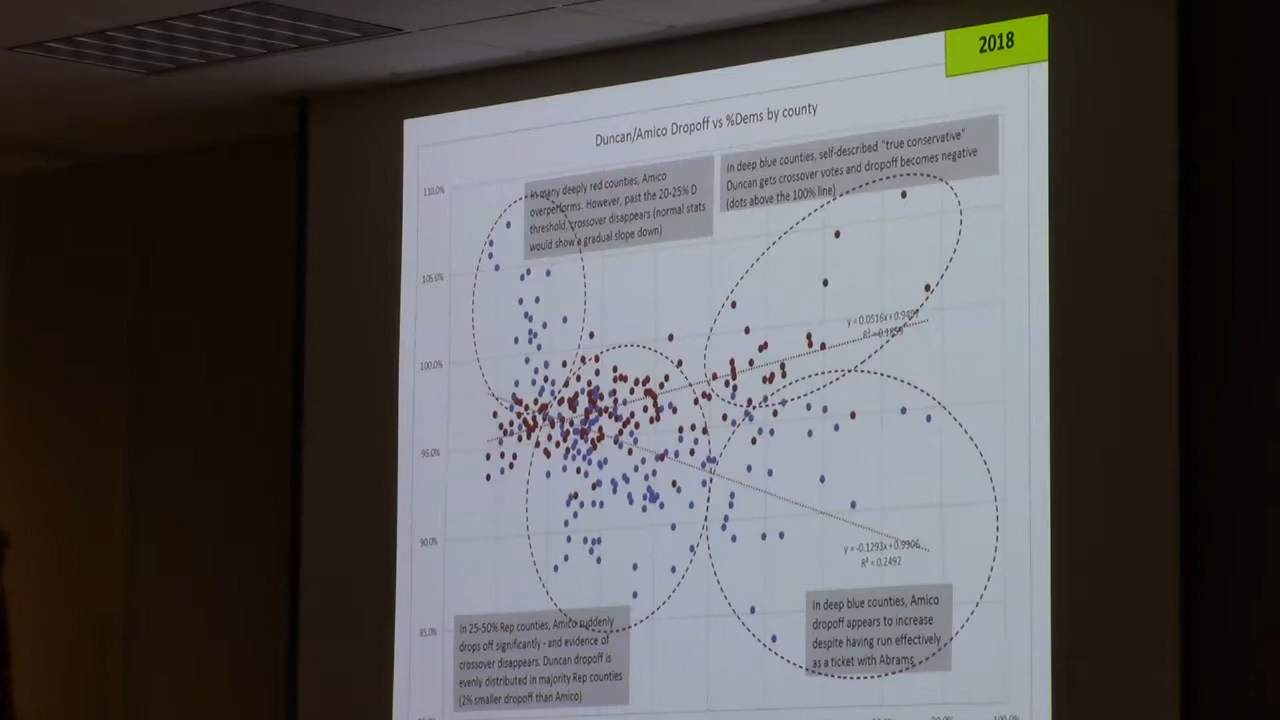 2018
Duncan/Amico Dropoff vs %Dems by county
In many deeply red counties, Amico
overperforms. However, past the 20-25% D
threshold, crossover disappears (normal stats
would show a gradual slope down)
In deep blue counties, self-described "true conservative"
Duncan gets crossover votes and dropoff becomes negative
(dots above the 100% line)
110.0%
105.0%
100.0%
95.0%
90.0%
85.0%
y = 0.0516x + 0.9497
y = -0.1293x + 0.9906
R² = 0.2492
In 25-50% Rep counties, Amico suddenly
drops off significantly - and evidence of
crossover disappears. Duncan dropoff is
evenly distributed in majority Rep counties
(2% smaller dropoff than Amico)
In deep blue counties, Amico
dropoff appears to increase
despite having run effectively
as a ticket with Abrams
100.0%